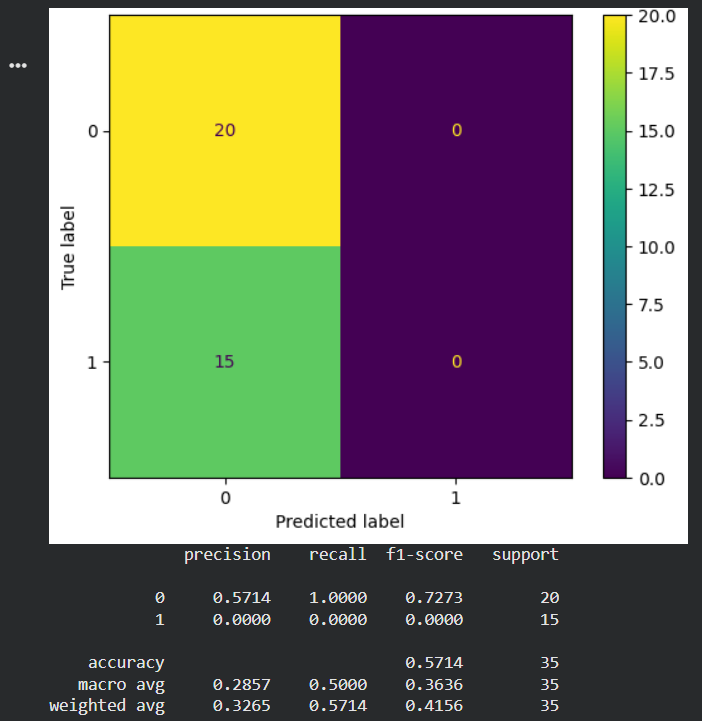 •••
20.0
17.5
15.0
12.5
10.0
7.5
5.0
2.5
0.0
True label
0
20
0
1
15
0
0
1
Predicted label
precision recall f1-score support
0 0.5714 1.0000 0.7273 20
1 0.0000 0.0000 0.0000 15
accuracy 0.5714 35
macro avg 0.2857 0.5000 0.3636 35
weighted avg 0.3265 0.5714 0.4156 35